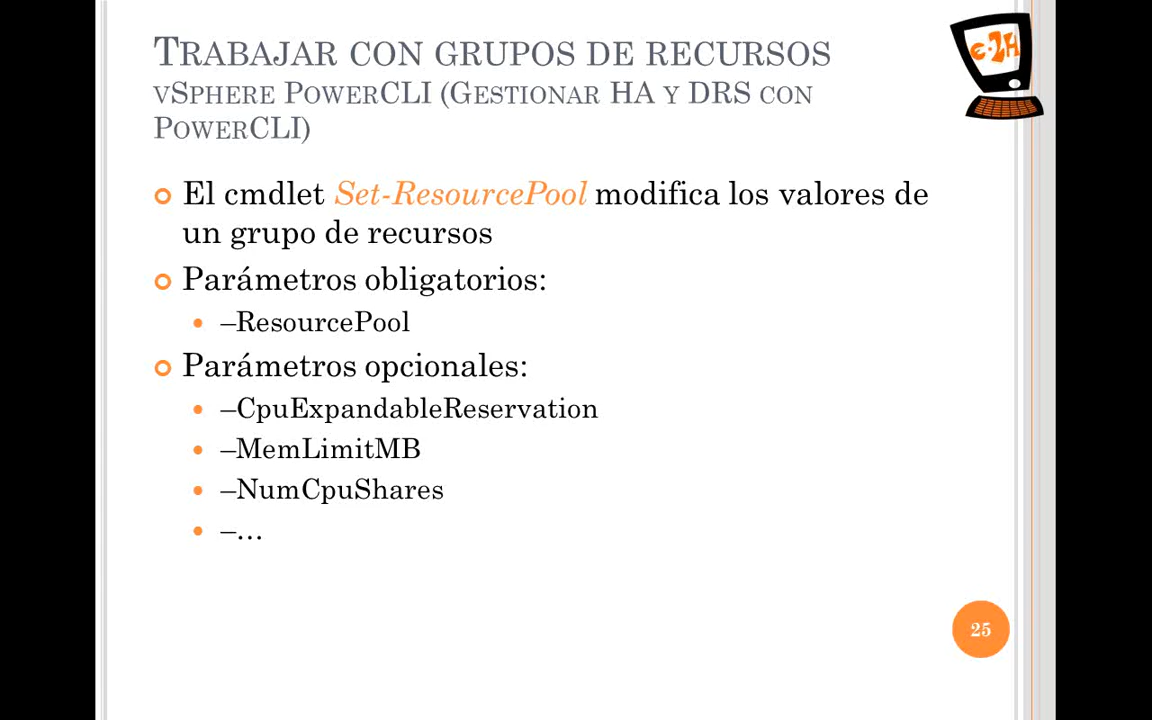 TRABAJAR CON GRUPOS DE RECURSOS
VSPHERE POWERCLI (GESTIONAR HA Y DRS CON
POWERCLI)
e-2H
El cmdlet Set-ResourcePool modifica los valores de
un grupo de recursos
Parámetros obligatorios:
–ResourcePool
Parámetros opcionales:
–CpuExpandableReservation
–MemLimitMB
–NumCpuShares
–…
25